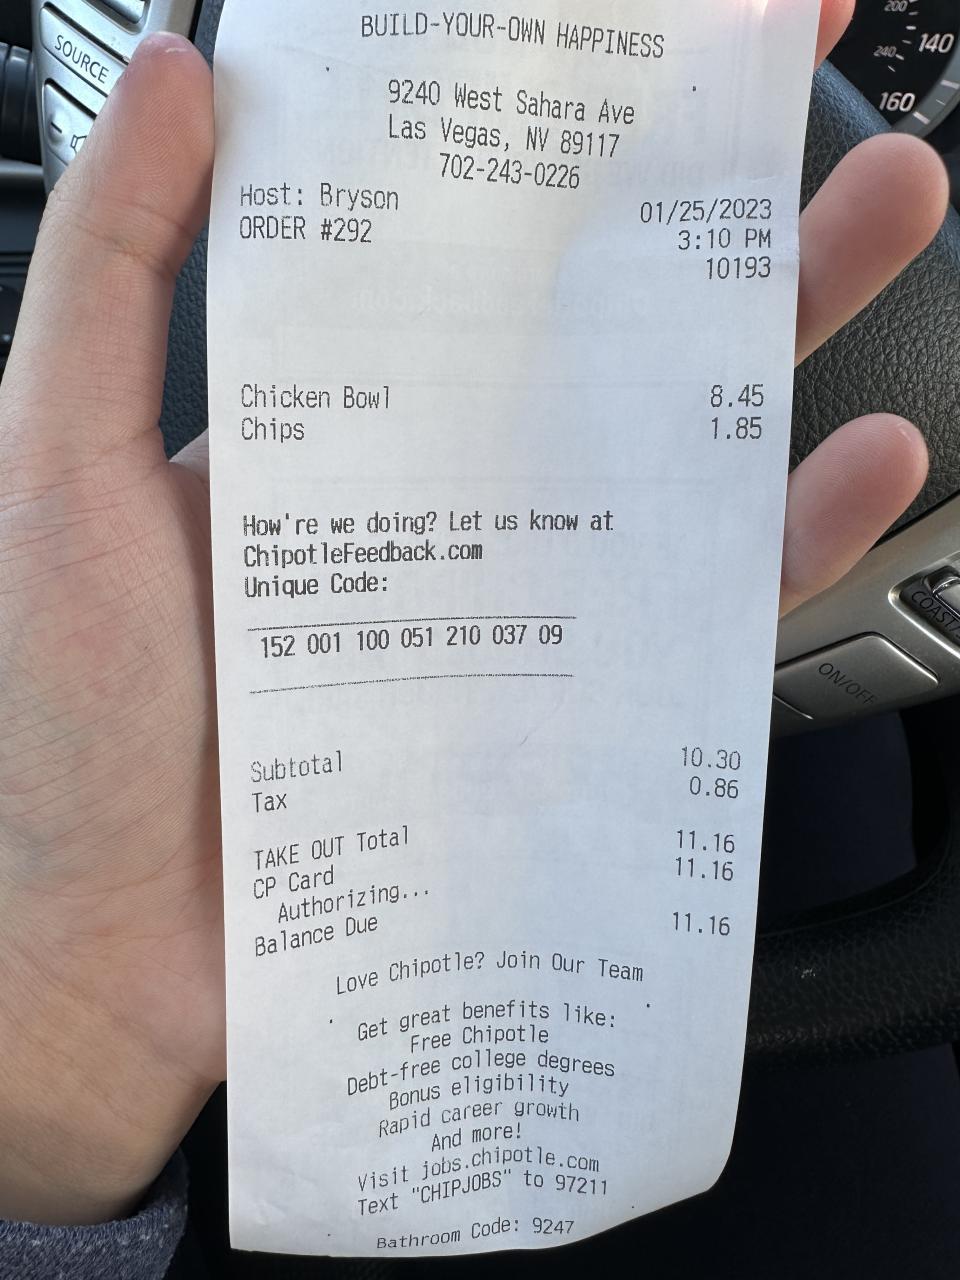 BUILD-YOUR-OWN HAPPINESS
9240 West Sahara Ave
Las Vegas, NV 89117
702-243-0226
Host: Bryson 01/25/2023
ORDER #292 3:10 PM
10193
Chicken Bowl 8.45
Chips 1.85
How're we doing? Let us know at
ChipotleFeedback.com
Unique Code:
152 001 100 051 210 037 09
Subtotal 10.30
Tax 0.86
TAKE OUT Total 11.16
CP Card 11.16
Authorizing...
Balance Due 11.16
Love Chipotle? Join Our Team
Get great benefits like:
Free Chipotle
Debt-free college degrees
Bonus eligibility
Rapid career growth
And more!
Visit jobs.chipotle.com
Text "CHIPJOBS" to 97211
Bathroom Code: 9247
SOURCE
200
240
140
160
COAST
ON/OFF